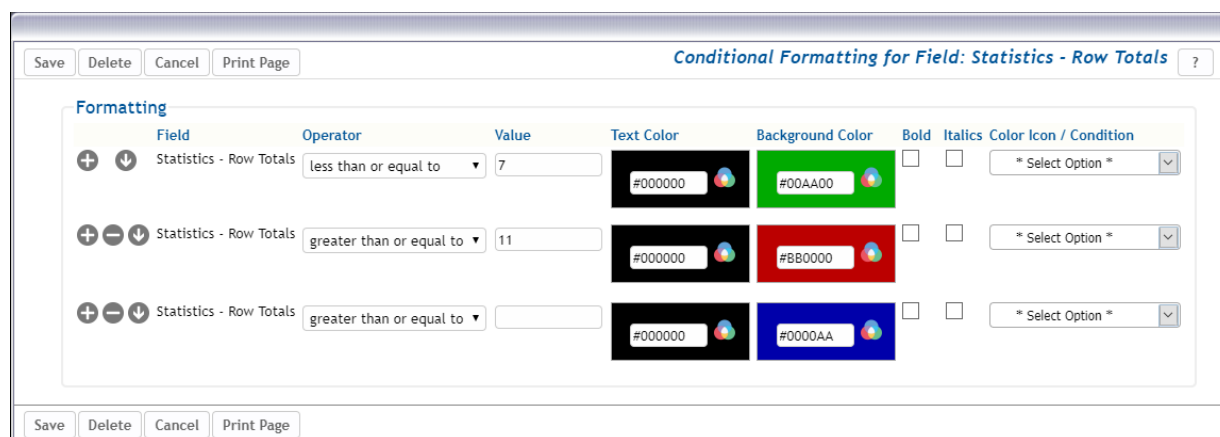 Save Delete Cancel Print Page Conditional Formatting for Field: Statistics - Row Totals ?
Formatting
Field Operator Value Text Color Background Color Bold Italics Color Icon / Condition
Statistics - Row Totals less than or equal to 7 #000000 #00AA00 * Select Option *
Statistics - Row Totals greater than or equal to 11 #000000 #BB0000 * Select Option *
Statistics - Row Totals greater than or equal to #000000 #0000AA * Select Option *
Save Delete Cancel Print Page